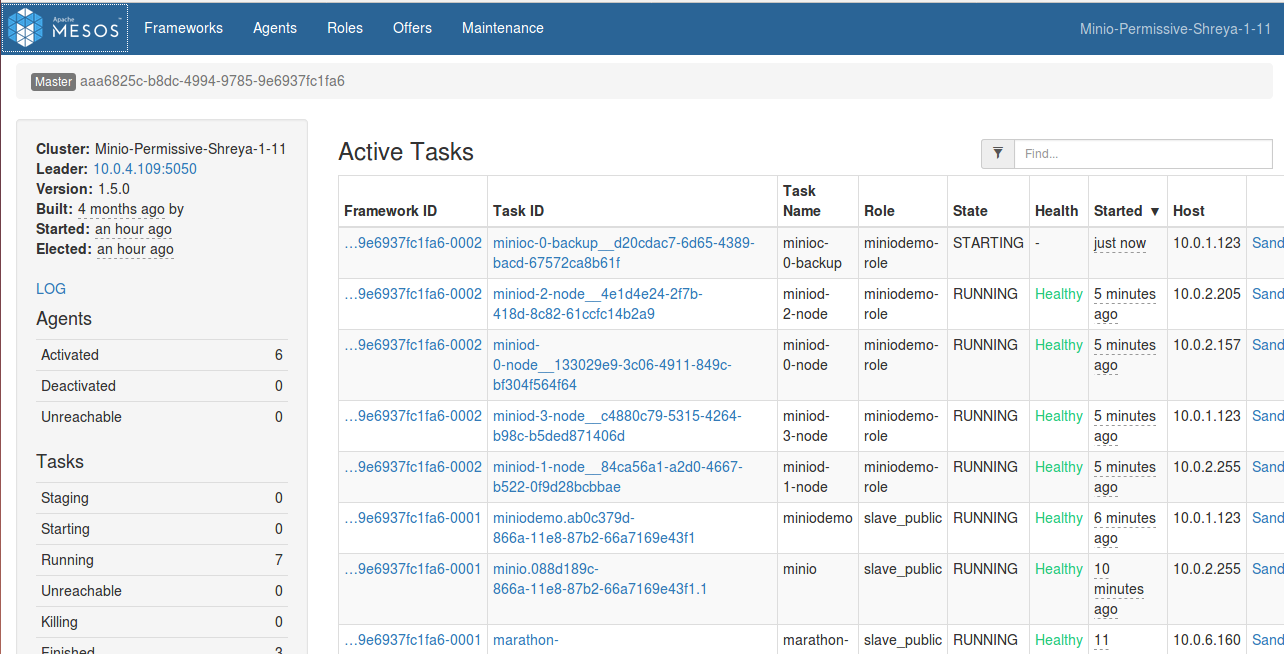 Apache
MESOS™
Frameworks Agents Roles Offers Maintenance Minio-Permissive-Shreya-1-11
Master aaa6825c-b8dc-4994-9785-9e6937fc1fa6
Cluster: Minio-Permissive-Shreya-1-11
Leader: 10.0.4.109:5050
Version: 1.5.0
Built: 4 months ago by
Started: an hour ago
Elected: an hour ago
LOG
Agents
Activated 6
Deactivated 0
Unreachable 0
Tasks
Staging 0
Starting 0
Running 7
Unreachable 0
Killing 0
Finished 3
Active Tasks
Find...
Task
Framework ID Task ID Name Role State Health Started ▼ Host
…9e6937fc1fa6-0002 minioc-0-backup__d20cdac7-6d65-4389- minioc- miniodemo- STARTING - just now 10.0.1.123 Sand
bacd-67572ca8b61f 0-backup role
…9e6937fc1fa6-0002 miniod-2-node__4e1d4e24-2f7b- miniod- miniodemo- RUNNING Healthy 5 minutes 10.0.2.205 Sand
418d-8c82-61ccfc14b2a9 2-node role ago
…9e6937fc1fa6-0002 miniod- miniod- miniodemo- RUNNING Healthy 5 minutes 10.0.2.157 Sand
0-node__133029e9-3c06-4911-849c- 0-node role ago
bf304f564f64
…9e6937fc1fa6-0002 miniod-3-node__c4880c79-5315-4264- miniod- miniodemo- RUNNING Healthy 5 minutes 10.0.1.123 Sand
b98c-b5ded871406d 3-node role ago
…9e6937fc1fa6-0002 miniod-1-node__84ca56a1-a2d0-4667- miniod- miniodemo- RUNNING Healthy 5 minutes 10.0.2.255 Sand
b522-0f9d28bcbbae 1-node role ago
…9e6937fc1fa6-0001 miniodemo.ab0c379d- miniodemo slave_public RUNNING Healthy 6 minutes 10.0.1.123 Sand
866a-11e8-87b2-66a7169e43f1 ago
…9e6937fc1fa6-0001 minio.088d189c- minio slave_public RUNNING Healthy 10 10.0.2.255 Sand
866a-11e8-87b2-66a7169e43f1.1 minutes
ago
…9e6937fc1fa6-0001 marathon- marathon- slave_public RUNNING Healthy 11 10.0.6.160 Sand